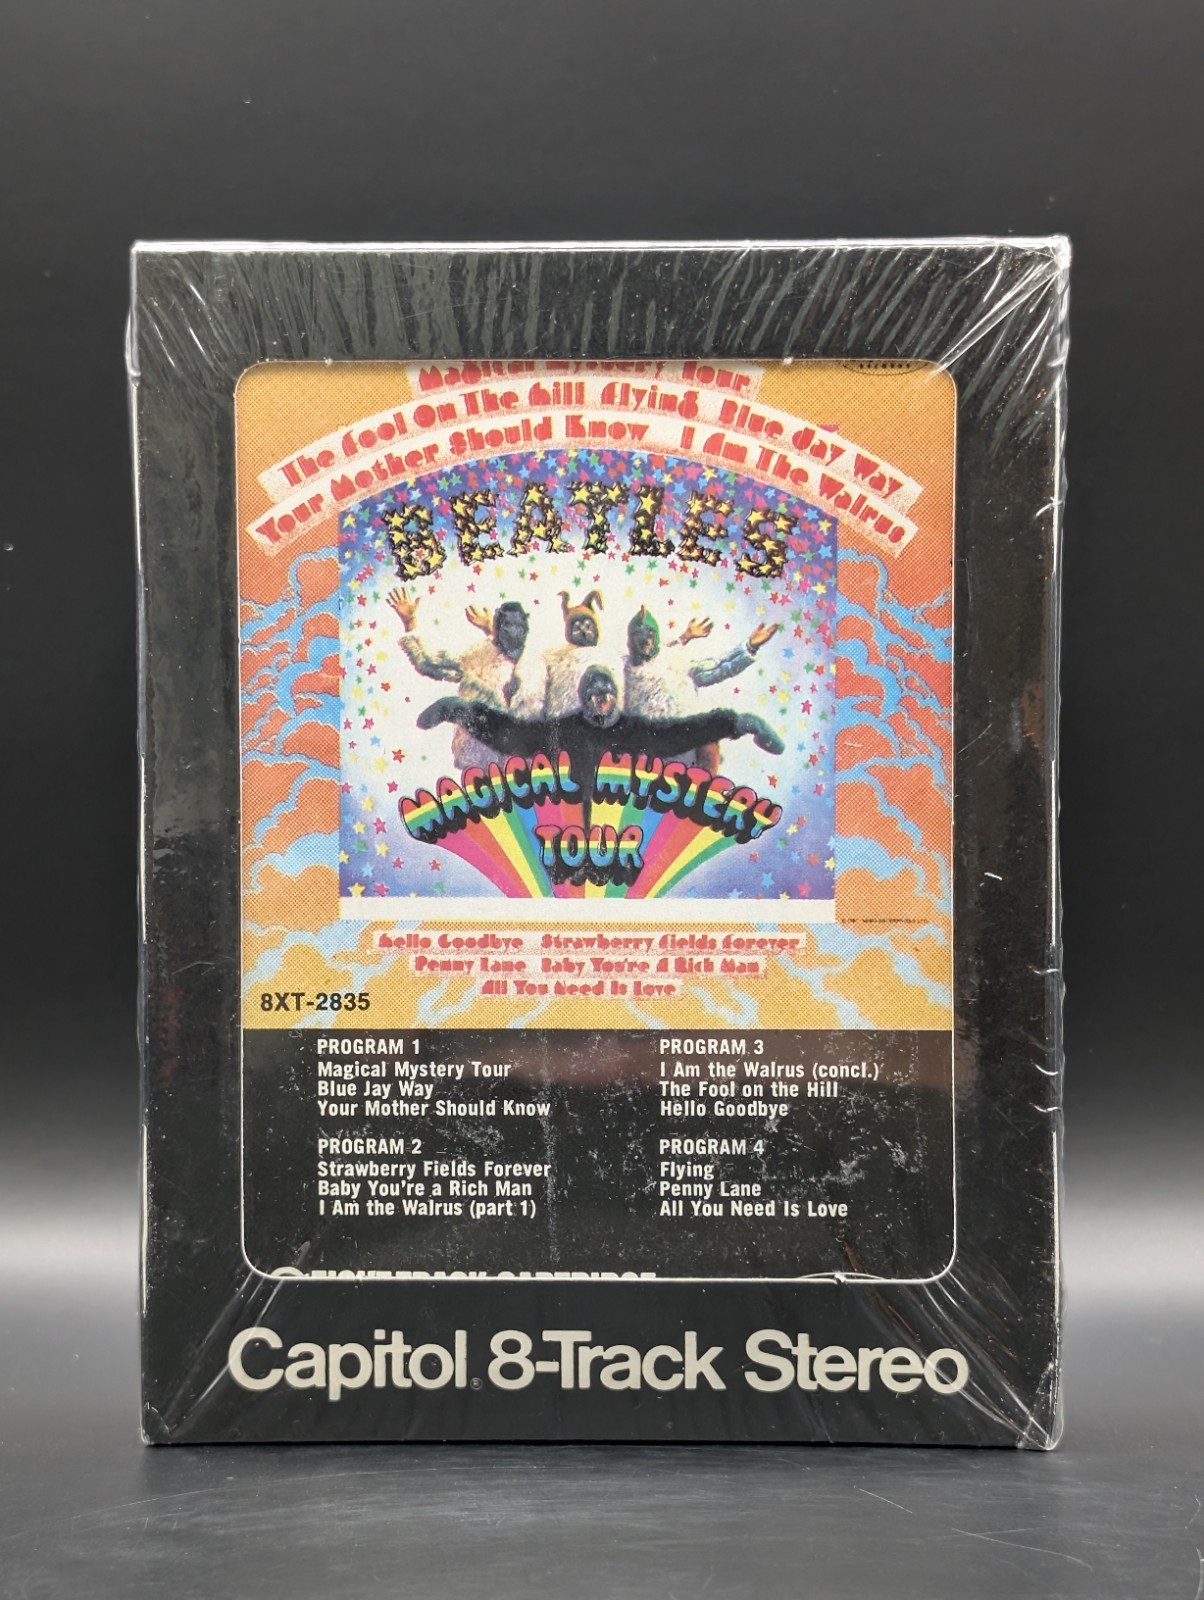 Magical Mystery Tour
The Fool On The Hill Flying Blue Jay Way
Your Mother Should Know I Am The Walrus
BEATLES
MAGICAL MYSTERY
TOUR
Hello Goodbye Strawberry Fields Forever
Penny Lane Baby You're A Rich Man
All You Need Is Love
8XT-2835
PROGRAM 1
Magical Mystery Tour
Blue Jay Way
Your Mother Should Know
PROGRAM 2
Strawberry Fields Forever
Baby You're a Rich Man
I Am the Walrus (part 1)
PROGRAM 3
I Am the Walrus (concl.)
The Fool on the Hill
Hello Goodbye
PROGRAM 4
Flying
Penny Lane
All You Need Is Love
EIGHT-TRACK CARTRIDGE
Capitol® 8-Track Stereo